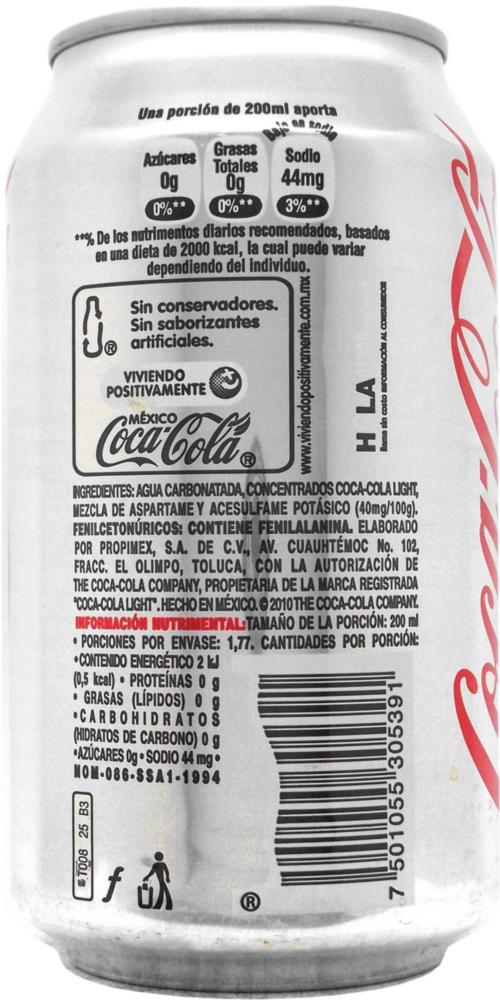 Una porción de 200ml aporta
Bajo en sodio
Azúcares
0g
0%**
Grasas
Totales
0g
0%**
Sodio
44mg
3%**
**% De los nutrimentos diarios recomendados, basados
en una dieta de 2000 kcal, la cual puede variar
dependiendo del individuo.
Sin conservadores.
Sin saborizantes
artificiales.
®
VIVIENDO
POSITIVAMENTE
MÉXICO
Coca-Cola®
www.viviendopositivamente.com.mx
H LA
llama sin costo INFORMACIÓN AL CONSUMIDOR
INGREDIENTES: AGUA CARBONATADA, CONCENTRADOS COCA-COLA LIGHT,
MEZCLA DE ASPARTAME Y ACESULFAME POTÁSICO (40mg/100g).
FENILCETONÚRICOS: CONTIENE FENILALANINA. ELABORADO
POR PROPIMEX, S.A. DE C.V., AV. CUAUHTÉMOC No. 102,
FRACC. EL OLIMPO, TOLUCA, CON LA AUTORIZACIÓN DE
THE COCA-COLA COMPANY, PROPIETARIA DE LA MARCA REGISTRADA
"COCA-COLA LIGHT". HECHO EN MÉXICO. © 2010 THE COCA-COLA COMPANY.
INFORMACIÓN NUTRIMENTAL: TAMAÑO DE LA PORCIÓN: 200 ml
• PORCIONES POR ENVASE: 1,77. CANTIDADES POR PORCIÓN:
• CONTENIDO ENERGÉTICO 2 kJ
(0,5 kcal) • PROTEÍNAS 0 g
• GRASAS (LÍPIDOS) 0 g
• CARBOHIDRATOS
(HIDRATOS DE CARBONO) 0 g
• AZÚCARES 0g • SODIO 44 mg •
NOM-086-SSA1-1994
T008 25 B3
f
®
7 501055 305391